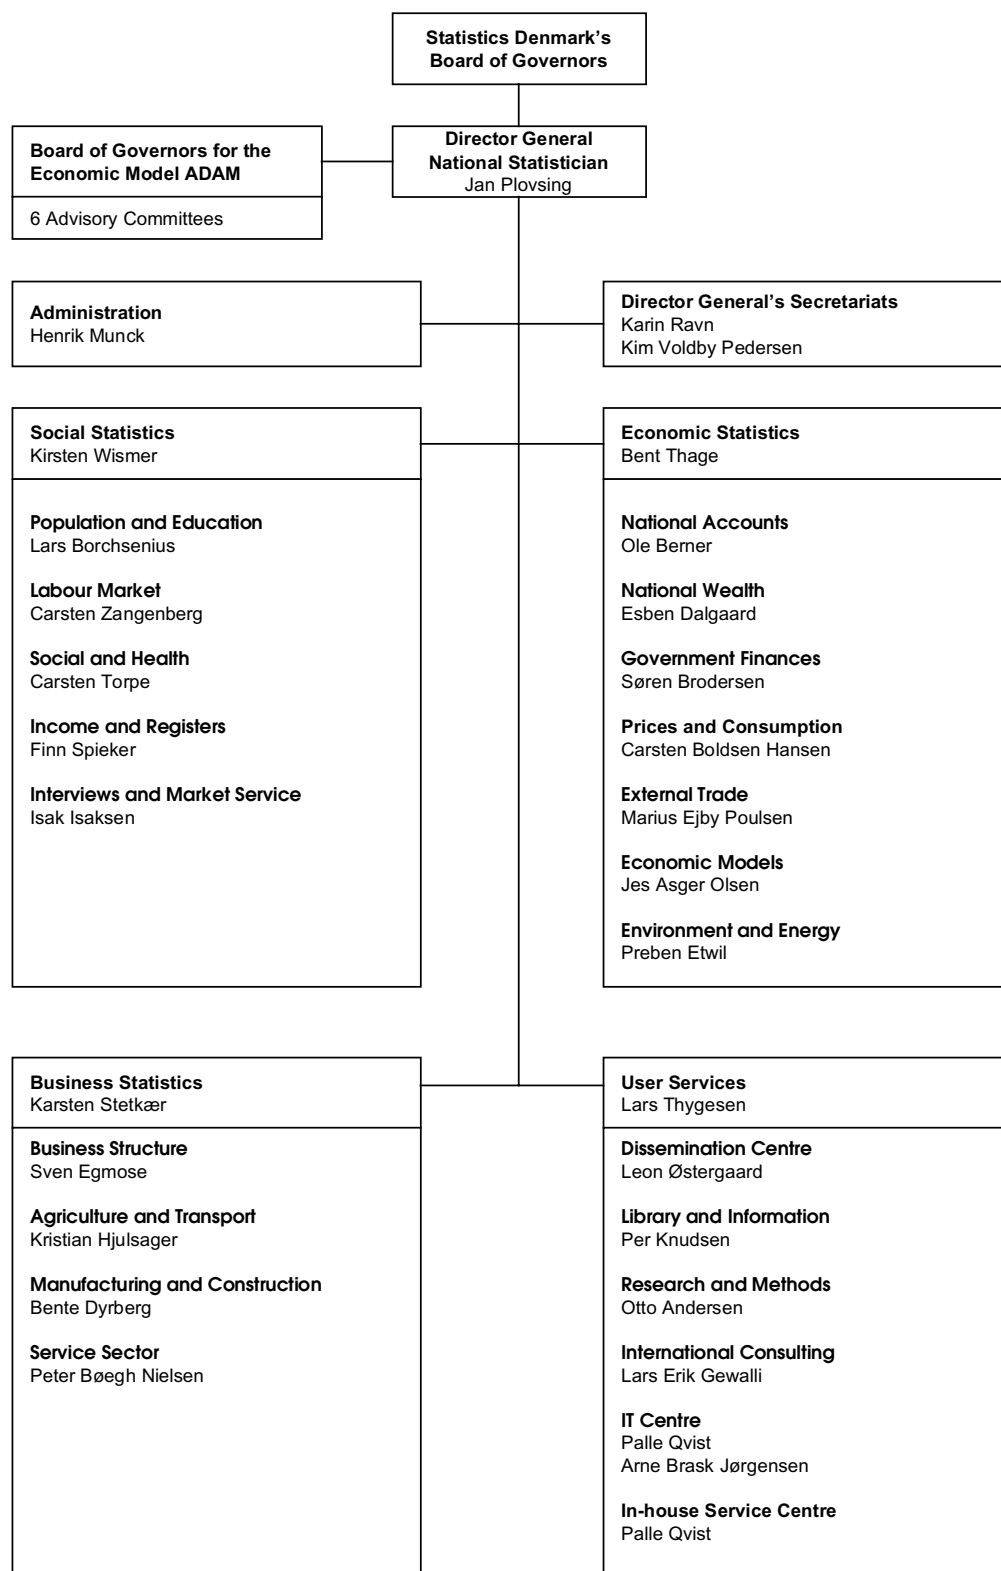 Statistics Denmark's
Board of Governors
Board of Governors for the
Economic Model ADAM
6 Advisory Committees
Director General
National Statistician
Jan Plovsing
Administration
Henrik Munck
Director General's Secretariats
Karin Ravn
Kim Voldby Pedersen
Social Statistics
Kirsten Wismer
Population and Education
Lars Borchsenius
Labour Market
Carsten Zangenberg
Social and Health
Carsten Torpe
Income and Registers
Finn Spieker
Interviews and Market Service
Isak Isaksen
Economic Statistics
Bent Thage
National Accounts
Ole Berner
National Wealth
Esben Dalgaard
Government Finances
Søren Brodersen
Prices and Consumption
Carsten Boldsen Hansen
External Trade
Marius Ejby Poulsen
Economic Models
Jes Asger Olsen
Environment and Energy
Preben Etwil
Business Statistics
Karsten Stetkær
Business Structure
Sven Egmose
Agriculture and Transport
Kristian Hjulsager
Manufacturing and Construction
Bente Dyrberg
Service Sector
Peter Bøegh Nielsen
User Services
Lars Thygesen
Dissemination Centre
Leon Østergaard
Library and Information
Per Knudsen
Research and Methods
Otto Andersen
International Consulting
Lars Erik Gewalli
IT Centre
Palle Qvist
Arne Brask Jørgensen
In-house Service Centre
Palle Qvist